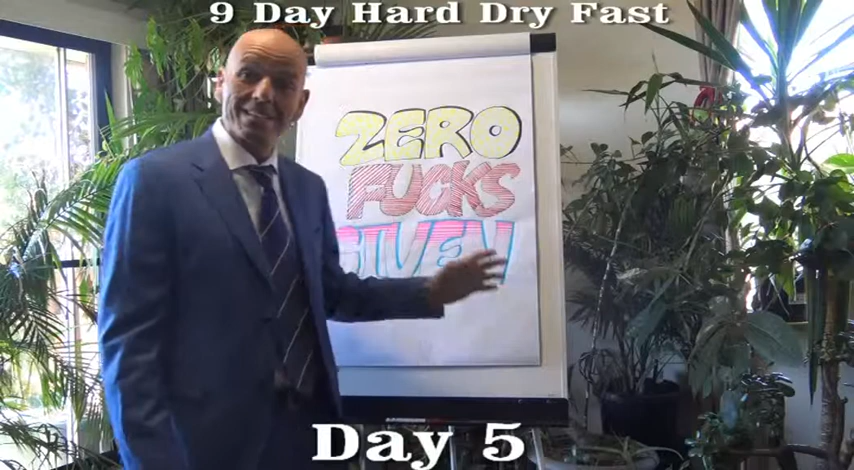 9 Day Hard Dry Fast
ZERO
FUCKS
GIVEN
Day 5